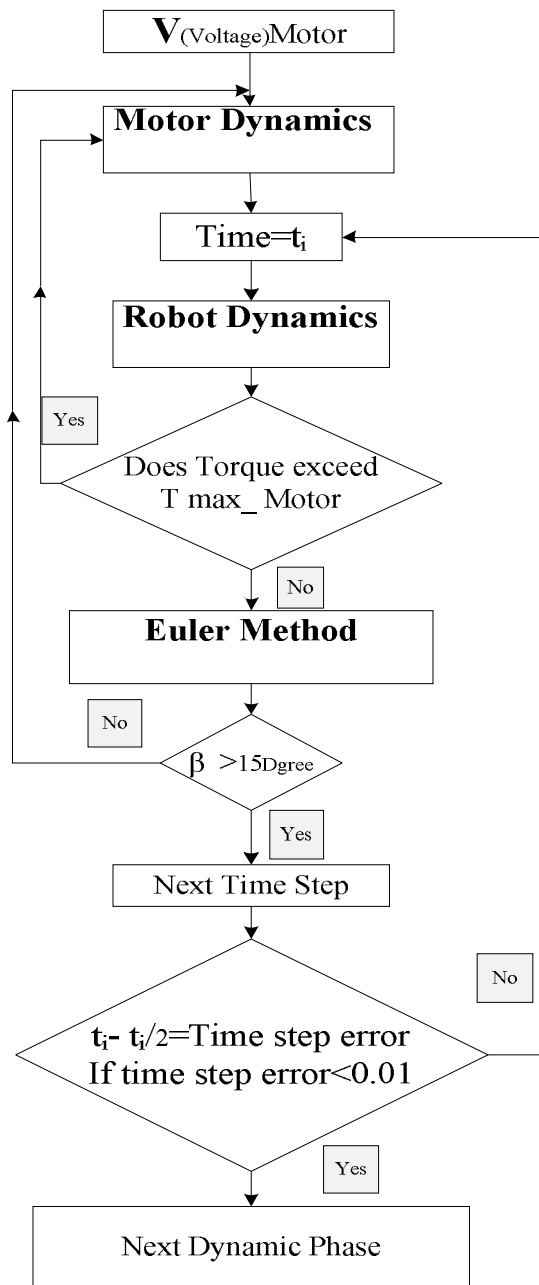 V(Voltage)Motor
Motor Dynamics
Time=ti
Robot Dynamics
Yes
Does Torque exceed
T max_ Motor
No
Euler Method
No
β >15Dgree
Yes
Next Time Step
No
ti- ti/2=Time step error
If time step error<0.01
Yes
Next Dynamic Phase